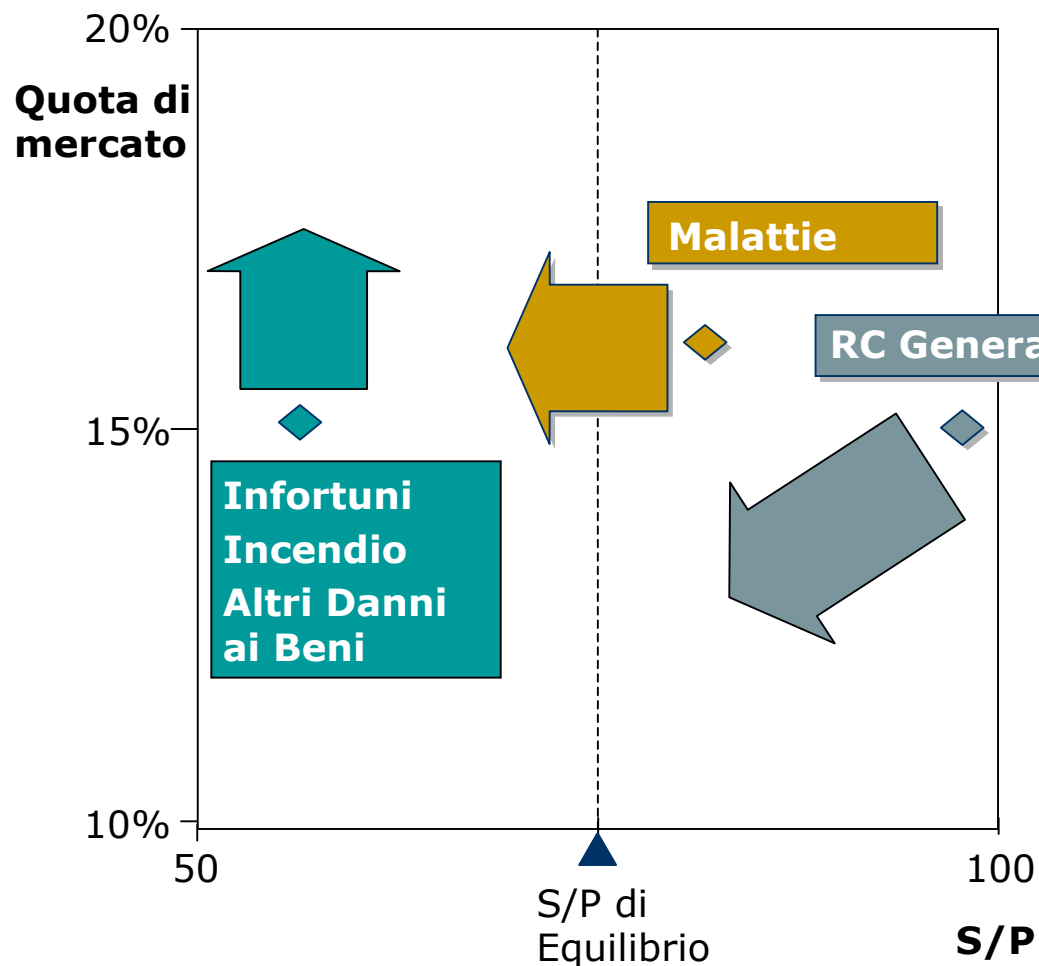 20%
Quota di
mercato
Malattie
RC Genera
15%
Infortuni
Incendio
Altri Danni
ai Beni
10%
50
100
S/P di
Equilibrio
S/P